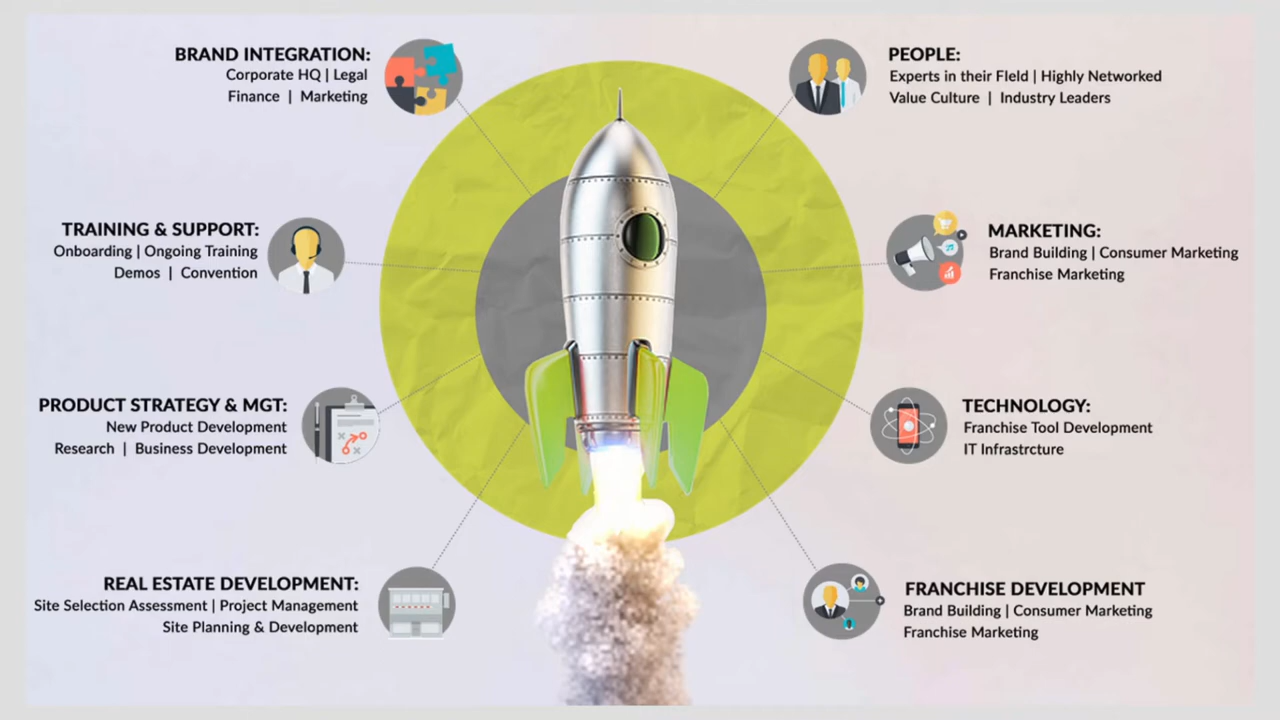 BRAND INTEGRATION:
Corporate HQ | Legal
Finance | Marketing
TRAINING & SUPPORT:
Onboarding | Ongoing Training
Demos | Convention
PRODUCT STRATEGY & MGT:
New Product Development
Research | Business Development
REAL ESTATE DEVELOPMENT:
Site Selection Assessment | Project Management
Site Planning & Development
PEOPLE:
Experts in their FIeld | Highly Networked
Value Culture | Industry Leaders
MARKETING:
Brand Building | Consumer Marketing
Franchise Marketing
TECHNOLOGY:
Franchise Tool Development
IT Infrastrcture
FRANCHISE DEVELOPMENT
Brand Building | Consumer Marketing
Franchise Marketing